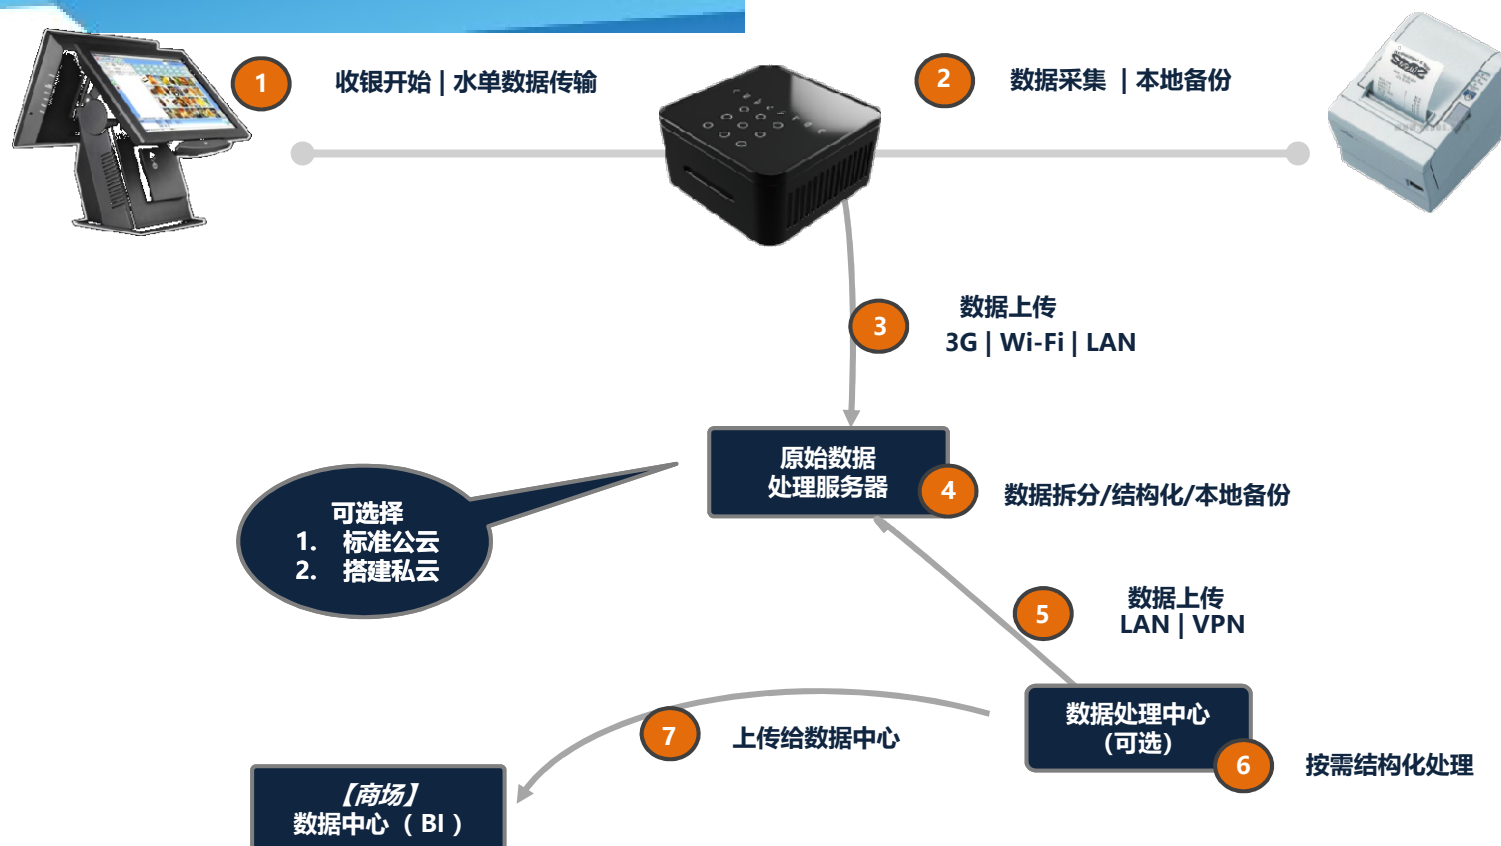 1
收银开始 | 水单数据传输
2
数据采集 | 本地备份
3
数据上传
3G | Wi-Fi | LAN
原始数据
处理服务器
4
数据拆分/结构化/本地备份
可选择
1. 标准公云
2. 搭建私云
5
数据上传
LAN | VPN
数据处理中心
(可选)
6
按需结构化处理
7
上传给数据中心
【商场】
数据中心（ BI ）